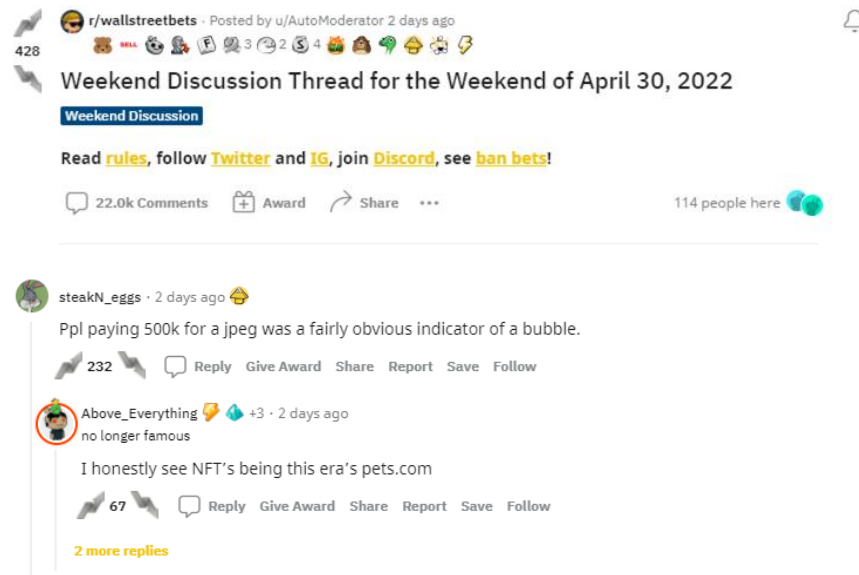 r/wallstreetbets · Posted by u/AutoModerator 2 days ago
428
SELL F 3 2 S 4
Weekend Discussion Thread for the Weekend of April 30, 2022
Weekend Discussion
Read rules, follow Twitter and IG, join Discord, see ban bets!
22.0k Comments Award Share ••• 114 people here
steakN_eggs · 2 days ago
Ppl paying 500k for a jpeg was a fairly obvious indicator of a bubble.
232 Reply Give Award Share Report Save Follow
Above_Everything +3 · 2 days ago
no longer famous
I honestly see NFT’s being this era’s pets.com
67 Reply Give Award Share Report Save Follow
2 more replies